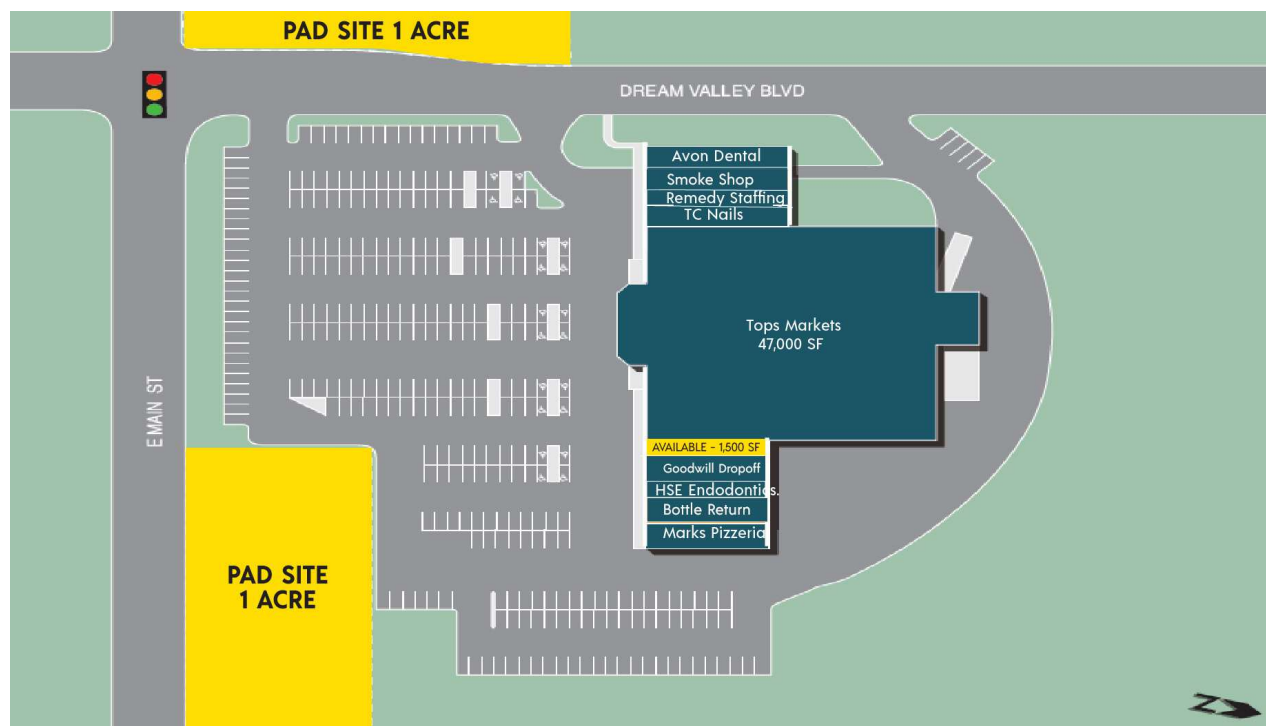 PAD SITE 1 ACRE
DREAM VALLEY BLVD
Avon Dental
Smoke Shop
Remedy Staffing
TC Nails
Tops Markets
47,000 SF
E MAIN ST
AVAILABLE - 1,500 SF
Goodwill Dropoff
HSE Endodontics.
Bottle Return
Marks Pizzeria
PAD SITE
1 ACRE
N